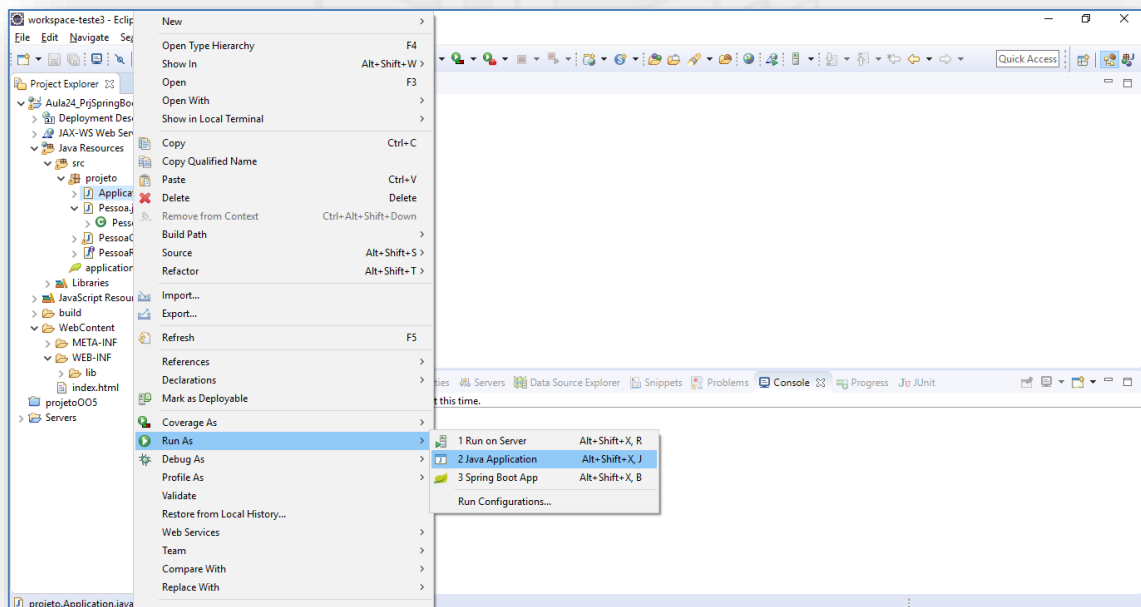 workspace-teste3 - Eclip
File Edit Navigate Se
Quick Access
Project Explorer
Aula24_PrjSpringBo
Deployment Des
JAX-WS Web Ser
Java Resources
src
projeto
Applica
Pessoa.j
Pess
PessoaC
PessoaR
application
Libraries
JavaScript Resou
build
WebContent
META-INF
WEB-INF
lib
index.html
projetoOO5
Servers
New
Open Type Hierarchy F4
Show In Alt+Shift+W
Open F3
Open With
Show in Local Terminal
Copy Ctrl+C
Copy Qualified Name
Paste Ctrl+V
Delete Delete
Remove from Context Ctrl+Alt+Shift+Down
Build Path
Source Alt+Shift+S
Refactor Alt+Shift+T
Import...
Export...
Refresh F5
References
Declarations
Mark as Deployable
Coverage As
Run As
Debug As
Profile As
Validate
Restore from Local History...
Web Services
Team
Compare With
Replace With
1 Run on Server Alt+Shift+X, R
2 Java Application Alt+Shift+X, J
3 Spring Boot App Alt+Shift+X, B
Run Configurations...
ties Servers Data Source Explorer Snippets Problems Console Progress Ju JUnit
t this time.
projeto.Application.java